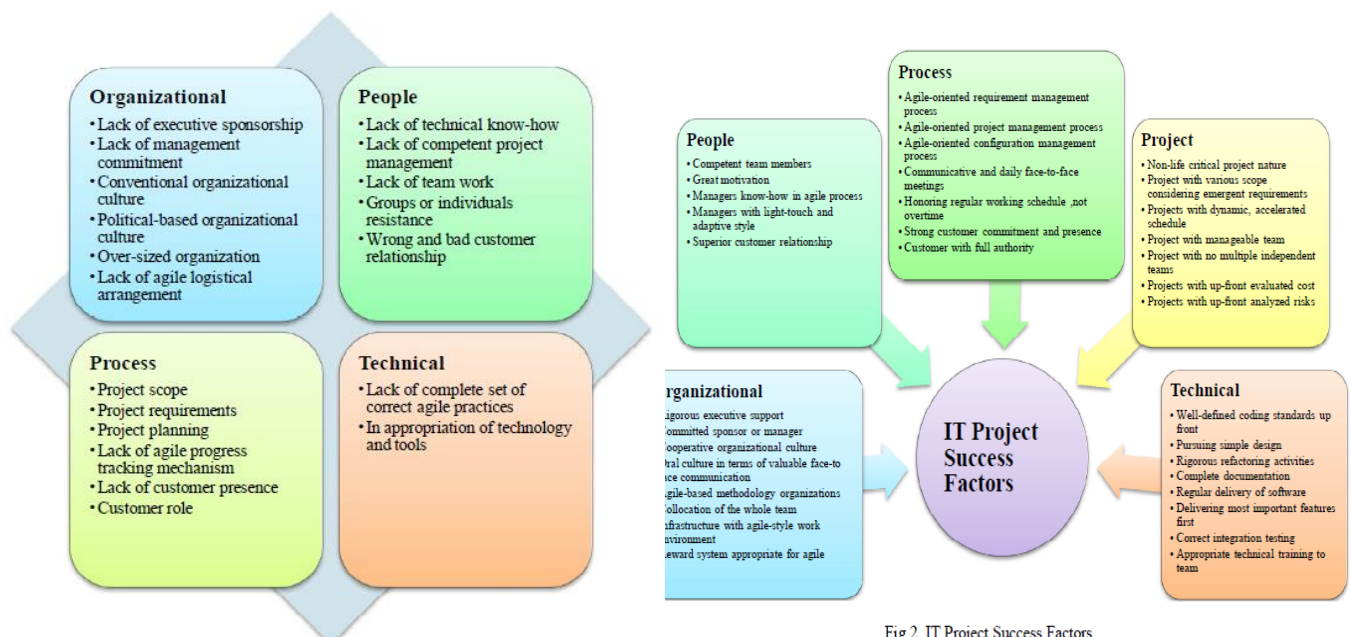 Organizational
• Lack of executive sponsorship
• Lack of management
commitment
• Conventional organizational
culture
• Political-based organizational
culture
• Over-sized organization
• Lack of agile logistical
arrangement
People
• Lack of technical know-how
• Lack of competent project
management
• Lack of team work
• Groups or individuals
resistance
• Wrong and bad customer
relationship
Process
• Project scope
• Project requirements
• Project planning
• Lack of agile progress
tracking mechanism
• Lack of customer presence
• Customer role
Technical
• Lack of complete set of
correct agile practices
• In appropriation of technology
and tools
People
• Competent team members
• Great motivation
• Managers know-how in agile process
• Managers with light-touch and
adaptive style
• Superior customer relationship
Process
• Agile-oriented requirement management
process
• Agile-oriented project management process
• Agile-oriented configuration management
process
• Communicative and daily face-to-face
meetings
• Honoring regular working schedule ,not
overtime
• Strong customer commitment and presence
• Customer with full authority
Project
• Non-life critical project nature
• Project with various scope
considering emergent requirements
• Projects with dynamic, accelerated
schedule
• Project with manageable team
• Project with no multiple independent
teams
• Projects with up-front evaluated cost
• Projects with up-front analyzed risks
rganizational
igorous executive support
ommitted sponsor or manager
ooperative organizational culture
ral culture in terms of valuable face-to
ce communication
gile-based methodology organizations
ollocation of the whole team
nfrastructure with agile-style work
nvironment
eward system appropriate for agile
IT Project
Success
Factors
Technical
• Well-defined coding standards up
front
• Pursuing simple design
• Rigorous refactoring activities
• Complete documentation
• Regular delivery of software
• Delivering most important features
first
• Correct integration testing
• Appropriate technical training to
team
Fig 2. IT Project Success Factors